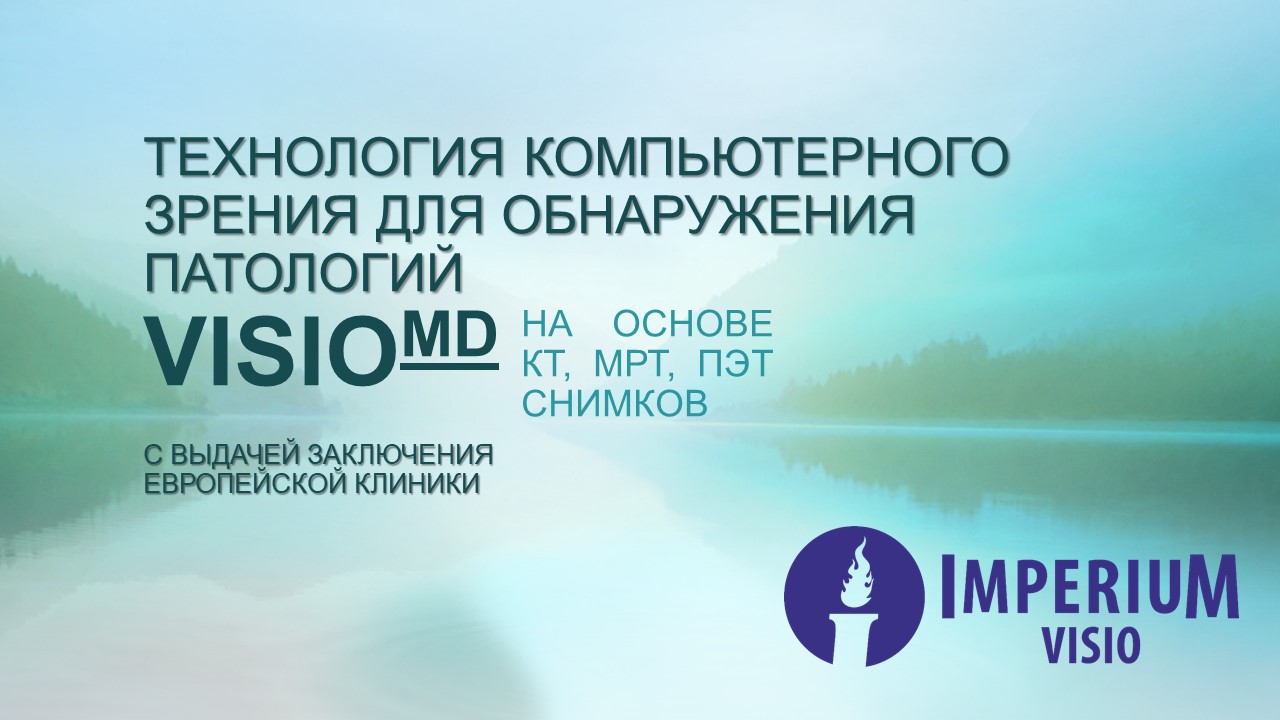 ТЕХНОЛОГИЯ КОМПЬЮТЕРНОГО
ЗРЕНИЯ ДЛЯ ОБНАРУЖЕНИЯ
ПАТОЛОГИЙ
VISIOMD
НА ОСНОВЕ
КТ, МРТ, ПЭТ
СНИМКОВ
С ВЫДАЧЕЙ ЗАКЛЮЧЕНИЯ
ЕВРОПЕЙСКОЙ КЛИНИКИ
IMPERIUM
VISIO